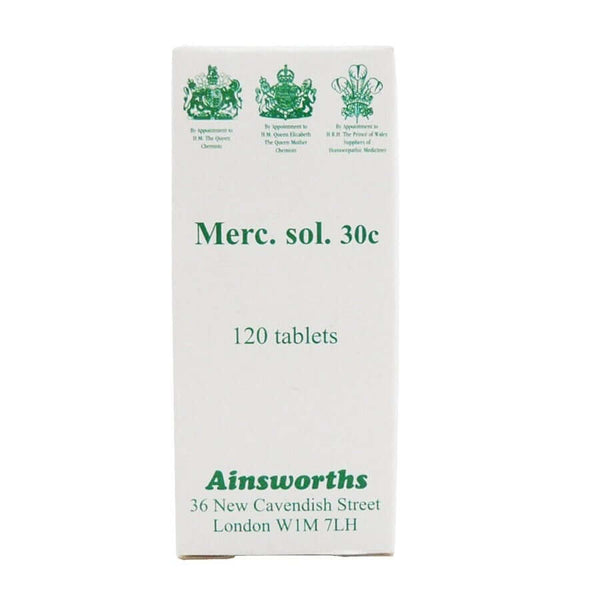 By Appointment to
H.M. The Queen
Chemists
By Appointment to
H.M. Queen Elizabeth
The Queen Mother
Chemists
By Appointment to
H.R.H. The Prince of Wales
Suppliers of
Homoeopathic Medicines
Merc. sol. 30c
120 tablets
Ainsworths
36 New Cavendish Street
London W1M 7LH